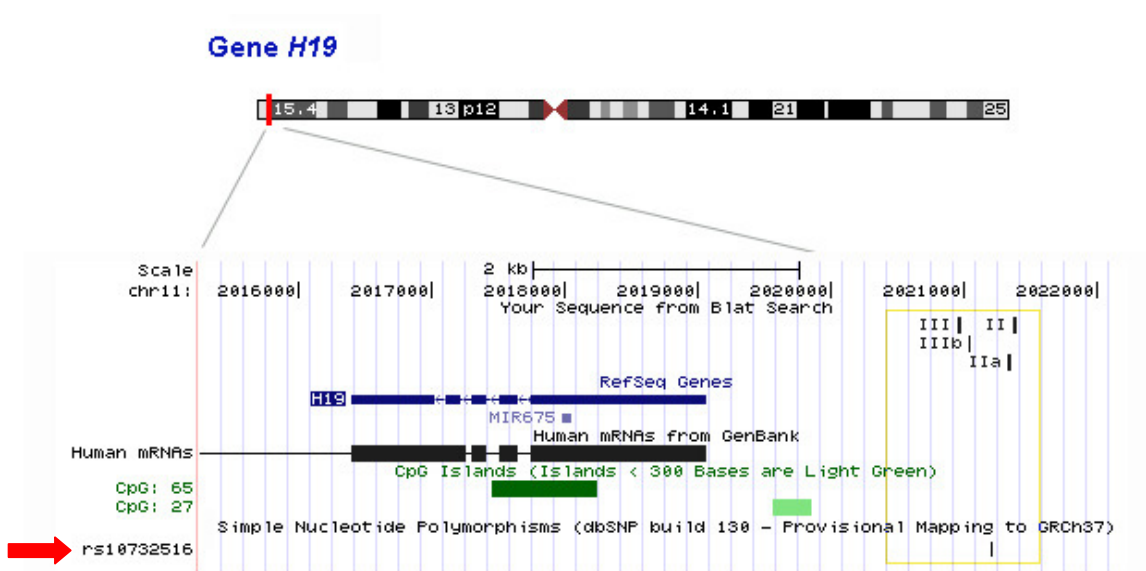 Gene H19
15.4 13 p12 14.1 21 25
Scale 2 kb
chr11: 2016000| 2017000| 2018000| 2019000| 2020000| 2021000| 2022000|
Your Sequence from Blat Search
III II
IIIb
IIa
RefSeq Genes
H19
MIR675
Human mRNAs from GenBank
Human mRNAs
CpG Islands (Islands < 300 Bases are Light Green)
CpG: 65
CpG: 27
Simple Nucleotide Polymorphisms (dbSNP build 130 - Provisional Mapping to GRCh37)
rs10732516